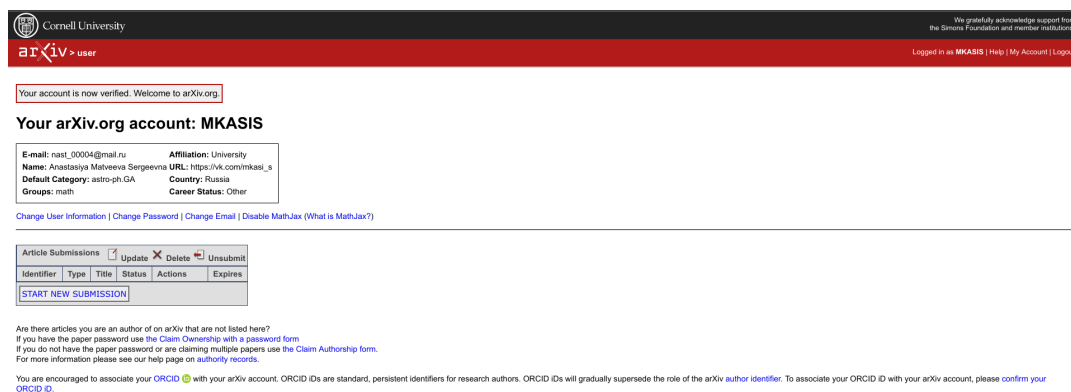 Cornell University
We gratefully acknowledge support from
the Simons Foundation and member institutions
arXiv > user
Logged in as MKASIS | Help | My Account |
Your account is now verified. Welcome to arXiv.org.
Your arXiv.org account: MKASIS
E-mail: nast_00004@mail.ru Affiliation: University
Name: Anastasiya Matveeva Sergeevna URL: https://vk.com/mkasi_s
Default Category: astro-ph.GA Country: Russia
Groups: math Career Status: Other
Change User Information | Change Password | Change Email | Disable MathJax (What is MathJax?)
Article Submissions Update Delete Unsubmit
Identifier Type Title Status Actions Expires
START NEW SUBMISSION
Are there articles you are an author of on arXiv that are not listed here?
If you have the paper password use the Claim Ownership with a password form
If you do not have the paper password or are claiming multiple papers use the Claim Authorship form.
For more information please see our help page on authority records.
You are encouraged to associate your ORCID iD with your arXiv account. ORCID iDs are standard, persistent identifiers for research authors. ORCID iDs will gradually supersede the role of the arXiv author identifier. To associate your ORCID iD with your arXiv account, please confirm your
ORCID iD.